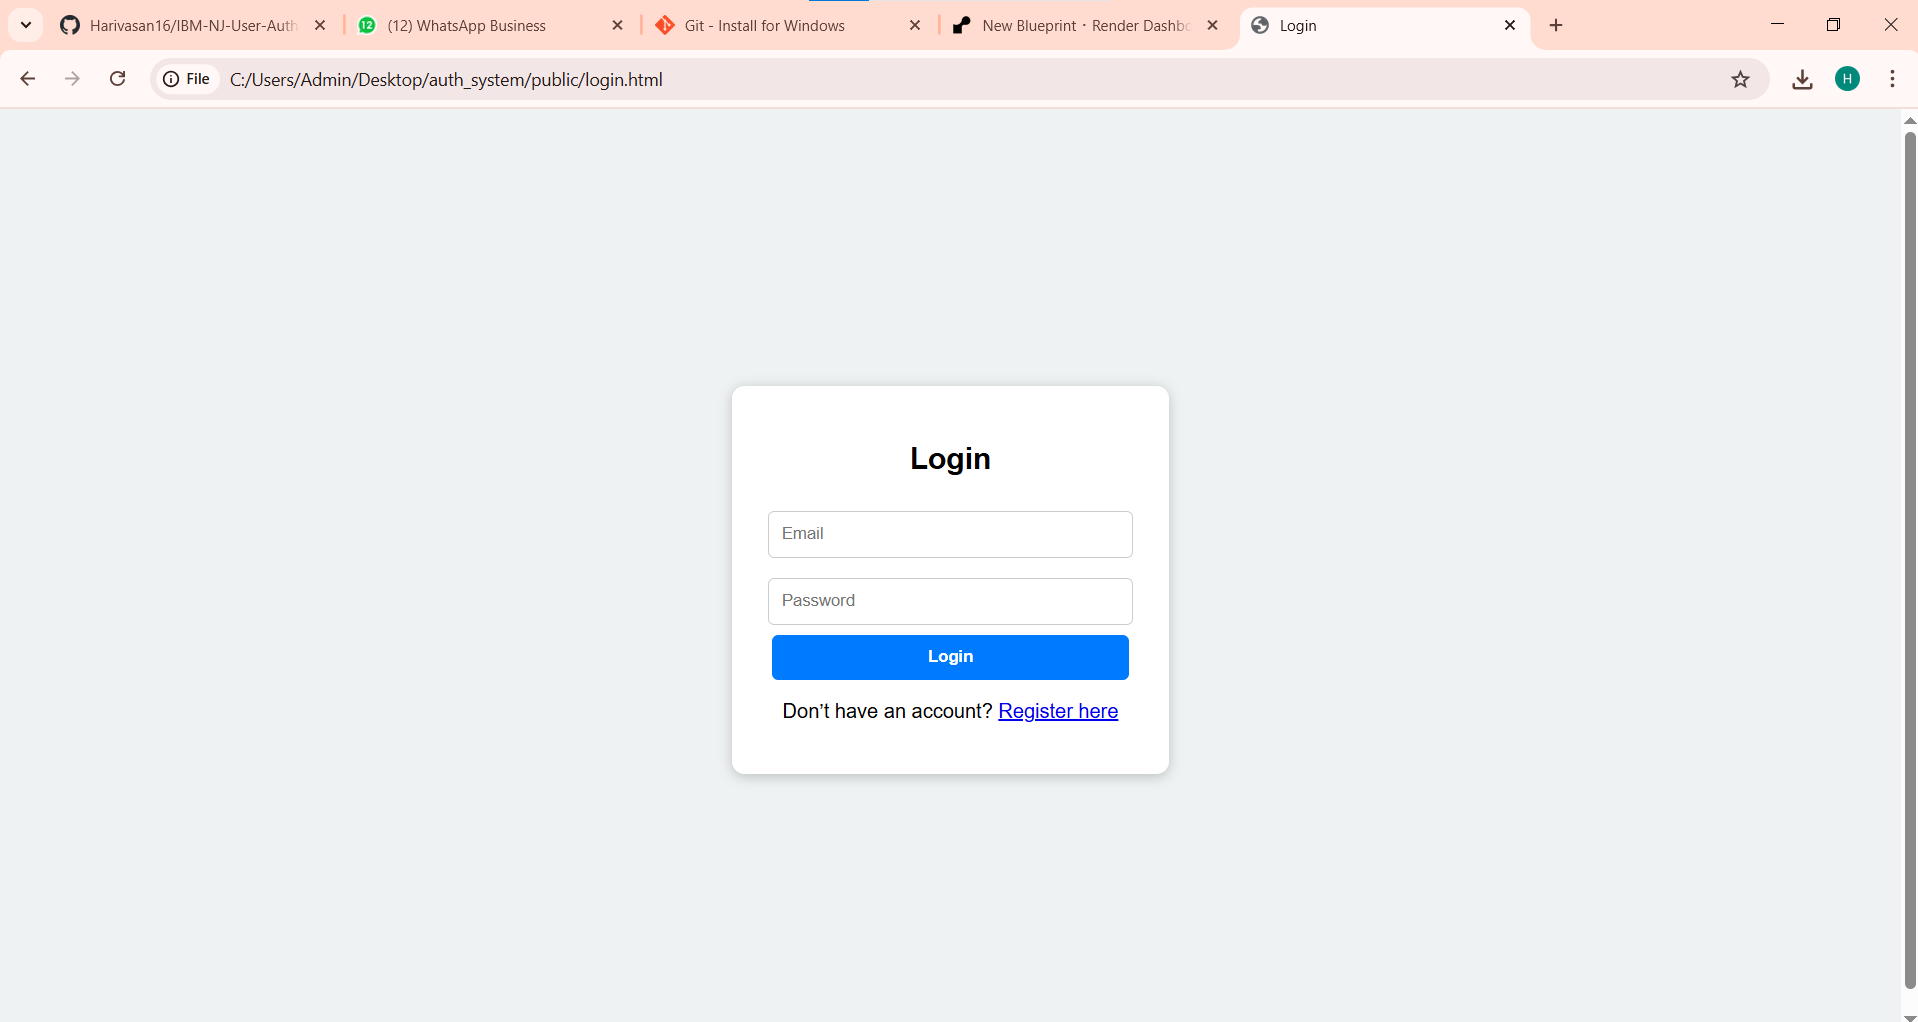 Harivasan16/IBM-NJ-User-Auth
12
(12) WhatsApp Business
Git - Install for Windows
New Blueprint · Render Dashbo
Login
File
C:/Users/Admin/Desktop/auth_system/public/login.html
H
Login
Email
Password
Login
Don’t have an account? Register here